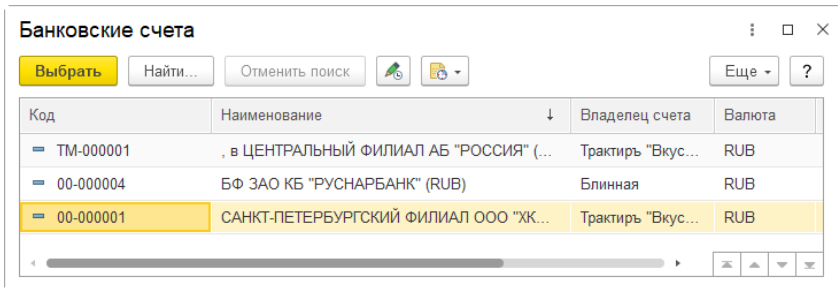 Банковские счета
Выбрать Найти... Отменить поиск Еще ?
Код Наименование ↓ Владелец счета Валюта
ТМ-000001 , в ЦЕНТРАЛЬНЫЙ ФИЛИАЛ АБ "РОССИЯ" (... Трактиръ "Вкус... RUB
00-000004 БФ ЗАО КБ "РУСНАРБАНК" (RUB) Блинная RUB
00-000001 САНКТ-ПЕТЕРБУРГСКИЙ ФИЛИАЛ ООО "ХК... Трактиръ "Вкус... RUB